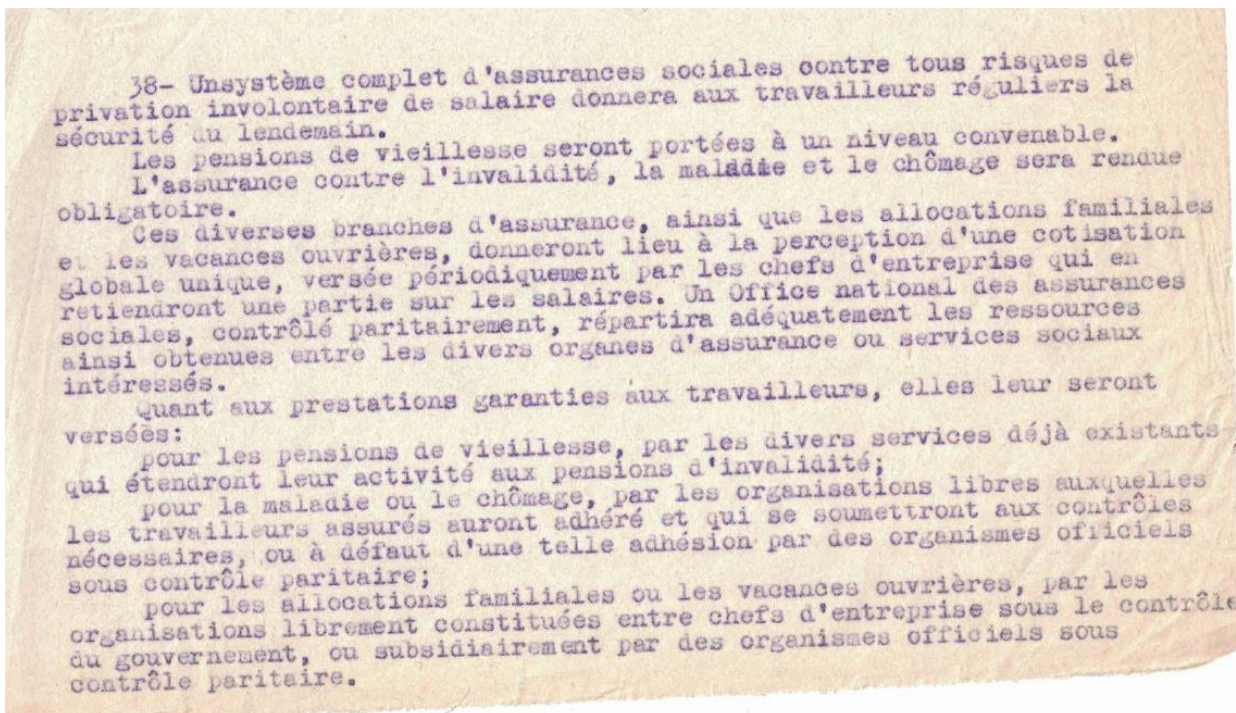 38- Unsystème complet d'assurances sociales contre tous risques de
privation involontaire de salaire donnera aux travailleurs réguliers la
sécurité du lendemain.
Les pensions de vieillesse seront portées à un niveau convenable.
L'assurance contre l'invalidité, la maladie et le chômage sera rendue
obligatoire.
Ces diverses branches d'assurance, ainsi que les allocations familiales
et les vacances ouvrières, donneront lieu à la perception d'une cotisation
globale unique, versée périodiquement par les chefs d'entreprise qui en
retiendront une partie sur les salaires. Un Office national des assurances
sociales, contrôlé paritairement, répartira adéquatement les ressources
ainsi obtenues entre les divers organes d'assurance ou services sociaux
intéressés.
Quant aux prestations garanties aux travailleurs, elles leur seront
versées:
pour les pensions de vieillesse, par les divers services déjà existants
qui étendront leur activité aux pensions d'invalidité;
pour la maladie ou le chômage, par les organisations libres auxquelles
les travailleurs assurés auront adhéré et qui se soumettront aux contrôles
nécessaires, ou à défaut d'une telle adhésion par des organismes officiels
sous contrôle paritaire;
pour les allocations familiales ou les vacances ouvrières, par les
organisations librement constituées entre chefs d'entreprise sous le contrôle
du gouvernement, ou subsidiairement par des organismes officiels sous
contrôle paritaire.